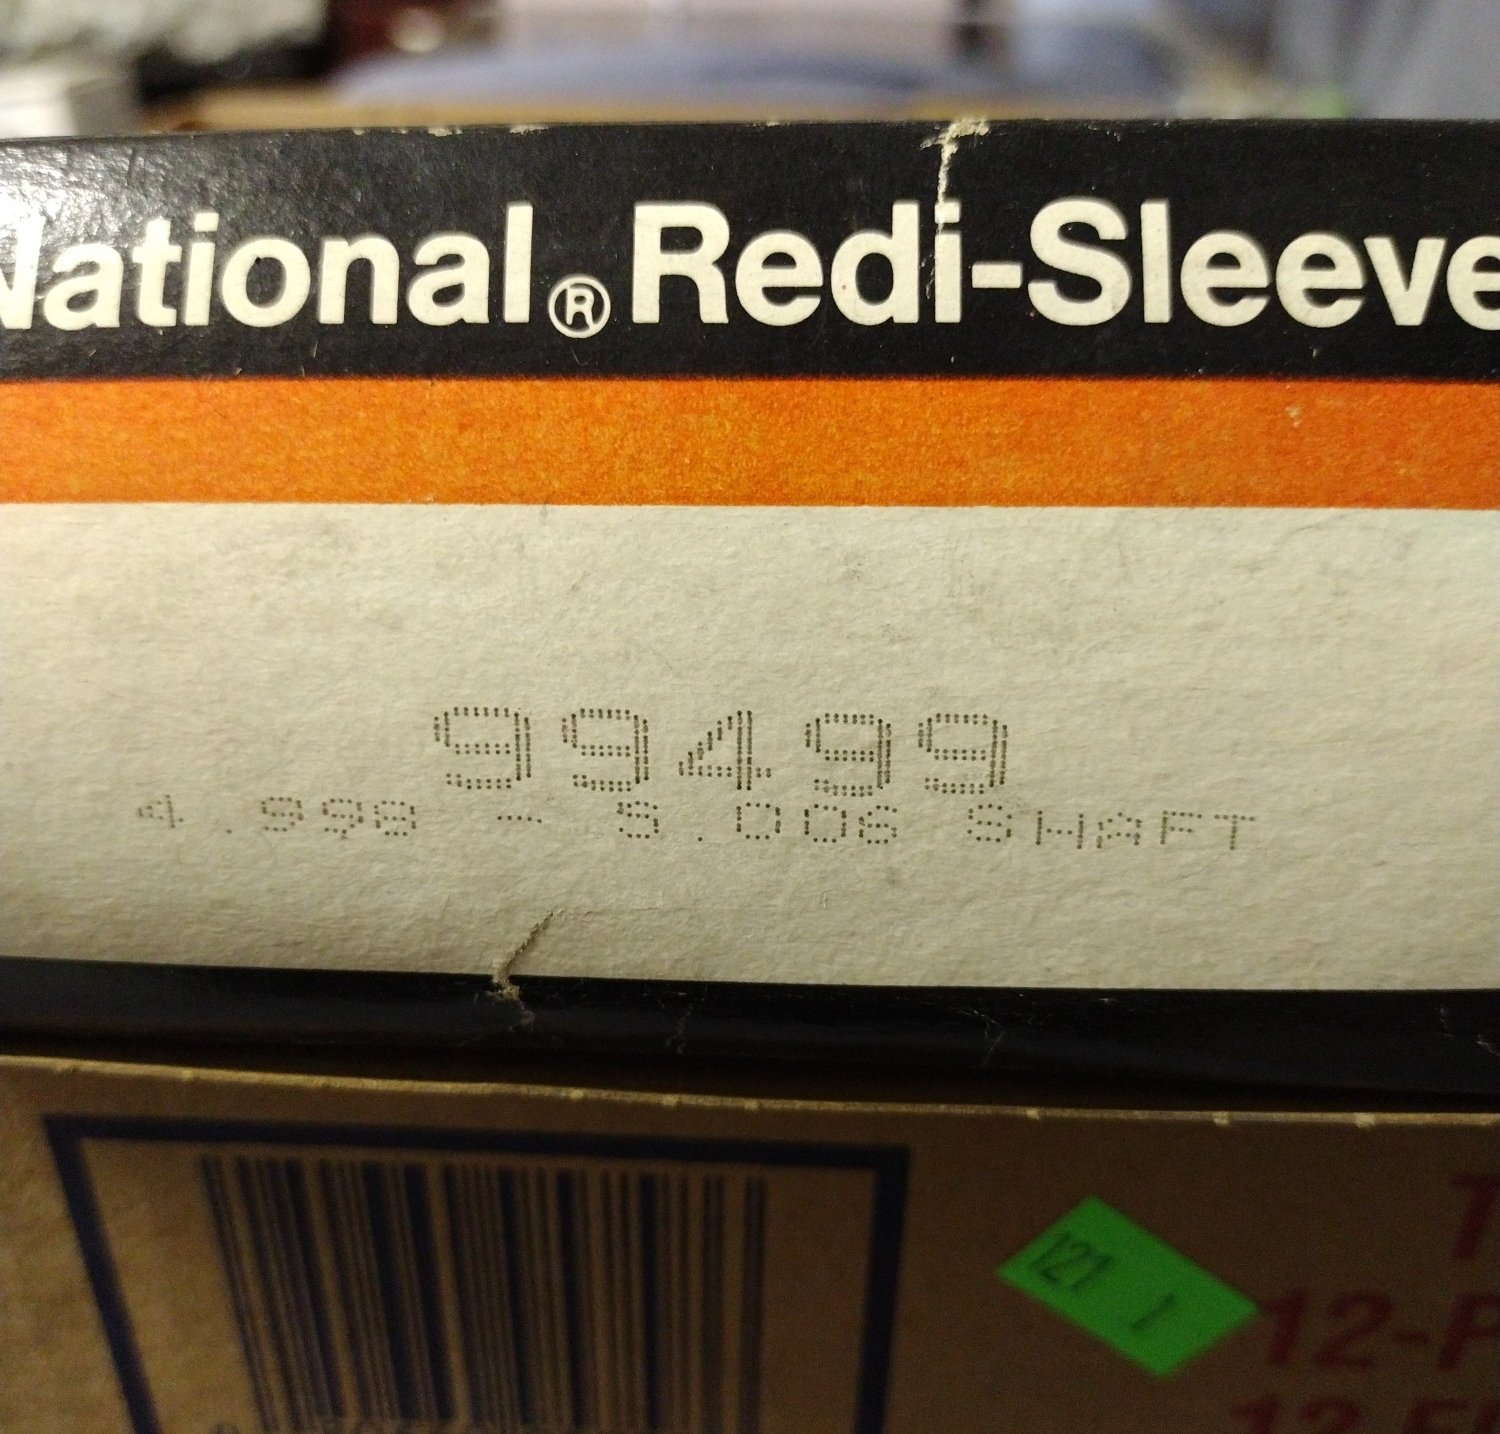 National® Redi-Sleeve
99499
4.998 - 5.006 SHAFT